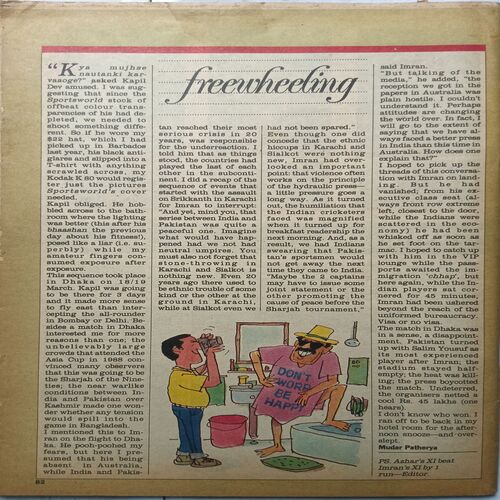 freewheeling
"Kya mujhse
nautanki kar-
vaoge?" asked Kapil
Dev amused. I was sug-
gesting that since the
Sportsworld stock of
offset colour trans-
parencies of his had de-
pleted, we needed to
shoot something differ-
ent. So if he wore my
$22 hat, which I had
picked up in Barbados
last year, his black anti-
glares and slipped into a
T-shirt with anything
scrawled across, my
Kodak K 80 would regis-
ter just the pictures
Sportsworld's cover
needed.
Kapil obliged. He hob-
bled across to the bath-
room where the lighting
was better (that after his
bhaashan the previous
day about his fitness!),
posed like a liar (i.e. su-
perbly) while my
amateur fingers con-
sumed exposure after
exposure.
This sequence took place
in Dhaka on 18/19
March. Kapil was going
to be there for 3 days
and it made more sense
to fly east than inter-
cepting the all-rounder
in Bombay or Delhi. Be-
sides a match in Dhaka
interested me for more
reasons than one; the
unbelievably large
crowds that attended the
Asia Cup in 1988 con-
vinced many observers
that this was going to be
the Sharjah of the Nine-
ties; the near warlike
conditions between In-
dia and Pakistan over
Kashmir made me won-
der whether any tension
would spill into the
game in Bangladesh.
I mentioned this to Im-
ran on the flight to Dha-
ka. He pooh-poohed my
fears, but here I pre-
sumed that his being
absent in Australia,
while India and Pakis-
tan reached their most
serious crisis in 20
years, was responsible
for the underreaction. I
told him that as things
stood, the countries had
played the last of each
other in the subconti-
nent. I did a recap of the
sequence of events that
started with the assault
on Srikkanth in Karachi
for Imran to interrupt:
"And yet, mind you, that
series between India and
Pakistan was quite a
peaceful one. Imagine
what would have hap-
pened had we not had
neutral umpires. You
must also not forget that
stone-throwing in
Karachi and Sialkot is
nothing new. Even 20
years ago there used to
be ethnic trouble of some
kind or the other at the
ground in Karachi,
while at Sialkot even we
had not been spared."
Even though one did
concede that the ethnic
hiccups in Karachi and
Sialkot were nothing
new, Imran had over-
looked an important
point: that violence often
works on the principle
of the hydraulic press—
a little pressure goes a
long way. As it turned
out, the humiliation that
the Indian cricketers
faced was magnified
when it turned up for
breakfast readership the
next morning. And, as a
result, we had Indians
swearing that Pakis-
tan's sportsmen would
not get away the next
time they came to India.
"Maybe the 2 captains
may have to issue some
joint statement or the
other promoting the
cause of peace before the
Sharjah tournament,"
said Imran.
"But talking of the
media," he added, "the
reception we got in the
papers in Australia was
plain hostile. I couldn't
understand it. Perhaps
attitudes are changing
the world over. In fact, I
will go to the extent of
saying that we have al-
ways faced a better press
in India than this time in
Australia. How does one
explain that?"
I hoped to pick up the
threads of this conversa-
tion with Imran on land-
ing. But he had
vanished; from his ex-
ecutive class seat (al-
ways front row extreme
left, closest to the door,
while the Indians were
scattered in the eco-
nomy) he had been
whisked off as soon as
he set foot on the tar-
mac. I hoped to catch up
with him in the VIP
lounge while the pass-
ports awaited the im-
migration 'chhap', but
here again, while the In-
dian players sat cor-
nered for 45 minutes,
Imran had been ushered
beyond the reach of the
uniformed bureaucracy.
Visa or no visa.
The match in Dhaka was
in a sense, a disappoint-
ment. Pakistan turned
up with Salim Yousuf as
its most experienced
player after Imran; the
stadium stayed half-
empty; the heat was kill-
ing; the press boycotted
the match. Undeterred,
the organisers netted a
cool Rs. 45 lakhs (one
hears).
I don't know who won. I
ran off to back in my
hotel room for the after-
noon snooze—and over-
slept.
Mudar Patherya
PS. Azhar's XI beat
Imran's XI by 1
run—Editor.
DON'T
WORRY
BE
HAPPY
82